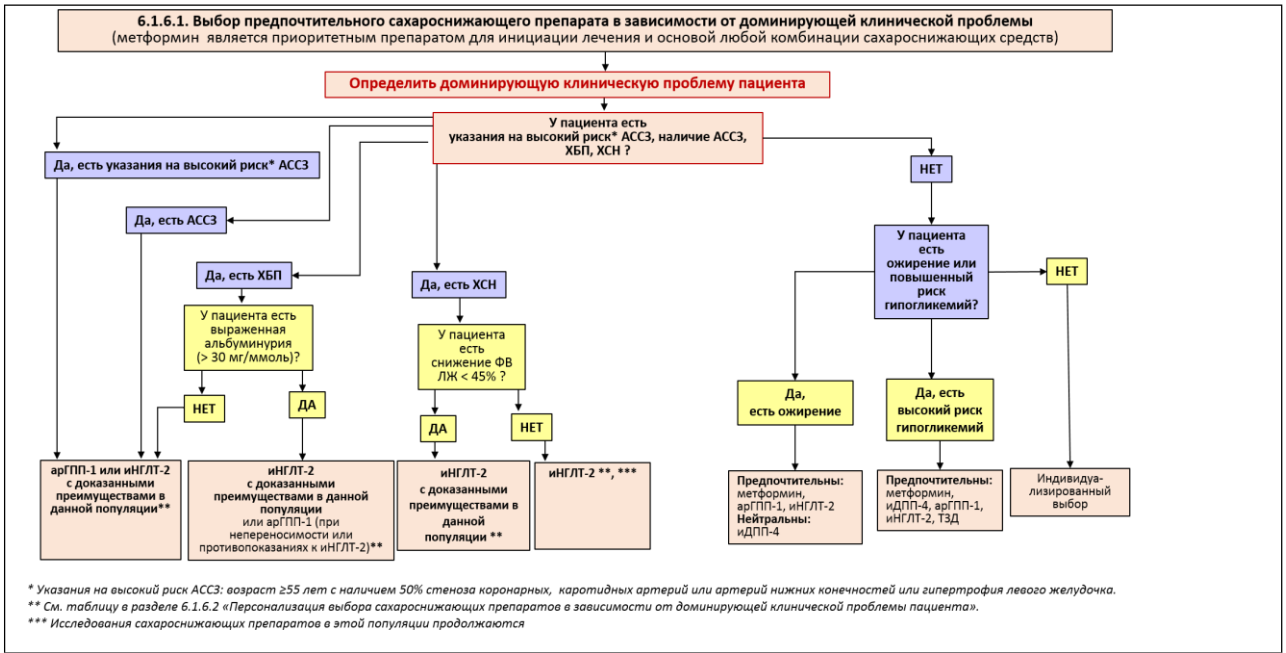 6.1.6.1. Выбор предпочтительного сахароснижающего препарата в зависимости от доминирующей клинической проблемы
(метформин является приоритетным препаратом для инициации лечения и основой любой комбинации сахароснижающих средств)
Определить доминирующую клиническую проблему пациента
У пациента есть
указания на высокий риск* АССЗ, наличие АССЗ,
ХБП, ХСН ?
Да, есть указания на высокий риск* АССЗ
НЕТ
Да, есть АССЗ
У пациента
есть
ожирение или
повышенный
риск
гипогликемий?
НЕТ
Да, есть ХБП
Да, есть ХСН
У пациента есть
выраженная
альбуминурия
(> 30 мг/ммоль)?
У пациента
есть
снижение ФВ
ЛЖ < 45% ?
НЕТ
ДА
ДА
НЕТ
Да,
есть ожирение
Да, есть
высокий риск
гипогликемий
арГПП-1 или иНГЛТ-2
с доказанными
преимуществами в
данной популяции**
иНГЛТ-2
с доказанными
преимуществами в данной
популяции
или арГПП-1 (при
непереносимости или
противопоказаниях к иНГЛТ-2)**
иНГЛТ-2
с доказанными
преимуществами в
данной
популяции **
иНГЛТ-2 **, ***
Предпочтительны:
метформин,
арГПП-1, иНГЛТ-2
Нейтральны:
иДПП-4
Предпочтительны:
метформин,
иДПП-4, арГПП-1,
иНГЛТ-2, ТЗД
Индивидуа-
лизированный
выбор
* Указания на высокий риск АССЗ: возраст ≥55 лет с наличием 50% стеноза коронарных, каротидных артерий или артерий нижних конечностей или гипертрофия левого желудочка.
** См. таблицу в разделе 6.1.6.2 «Персонализация выбора сахароснижающих препаратов в зависимости от доминирующей клинической проблемы пациента».
*** Исследования сахароснижающих препаратов в этой популяции продолжаются